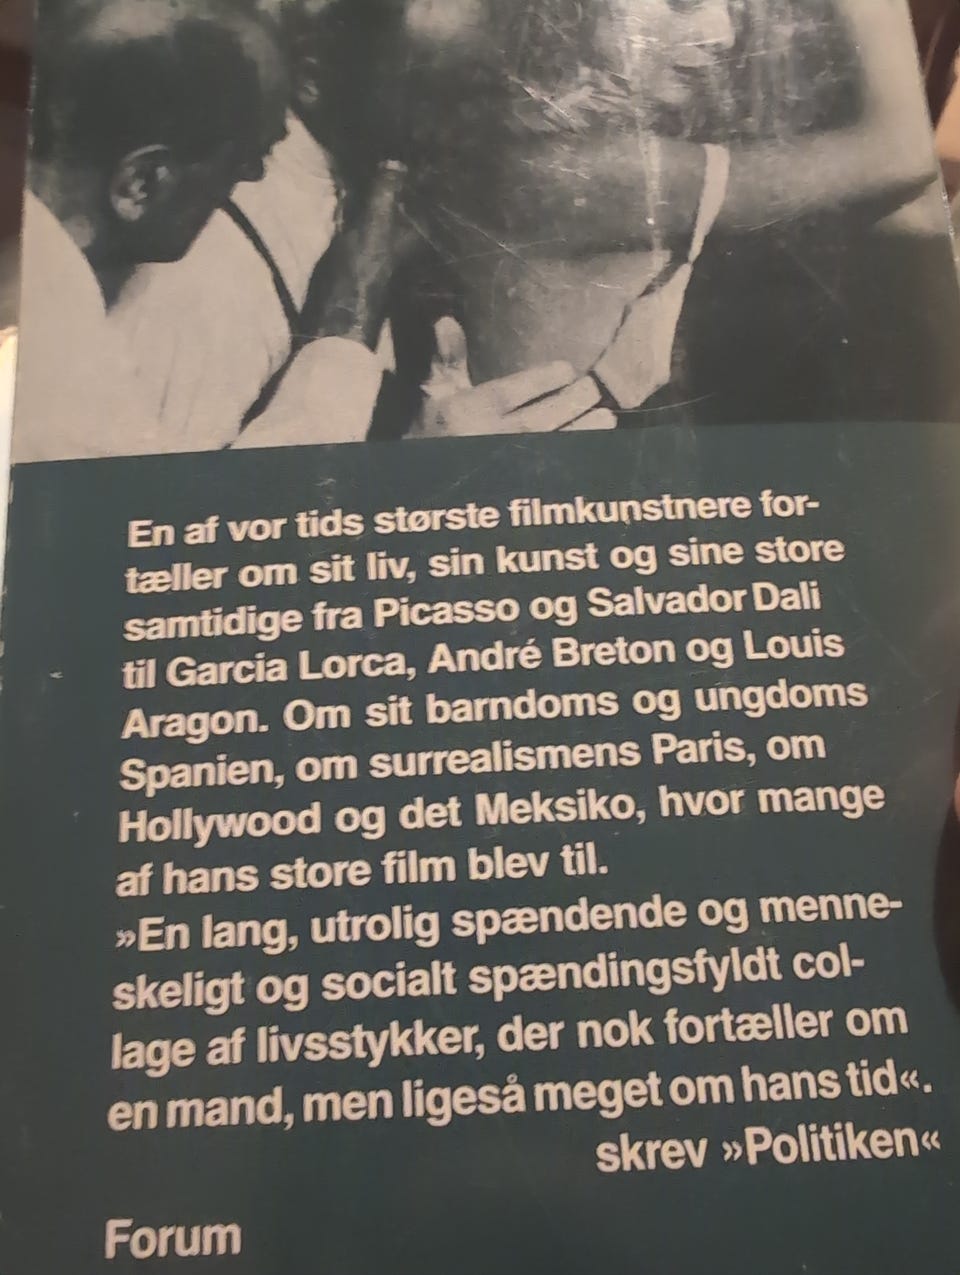 En af vor tids største filmkunstnere for-
tæller om sit liv, sin kunst og sine store
samtidige fra Picasso og Salvador Dali
til Garcia Lorca, André Breton og Louis
Aragon. Om sit barndoms og ungdoms
Spanien, om surrealismens Paris, om
Hollywood og det Meksiko, hvor mange
af hans store film blev til.
»En lang, utrolig spændende og menne-
skeligt og socialt spændingsfyldt col-
lage af livsstykker, der nok fortæller om
en mand, men ligeså meget om hans tid«.
skrev »Politiken«
Forum